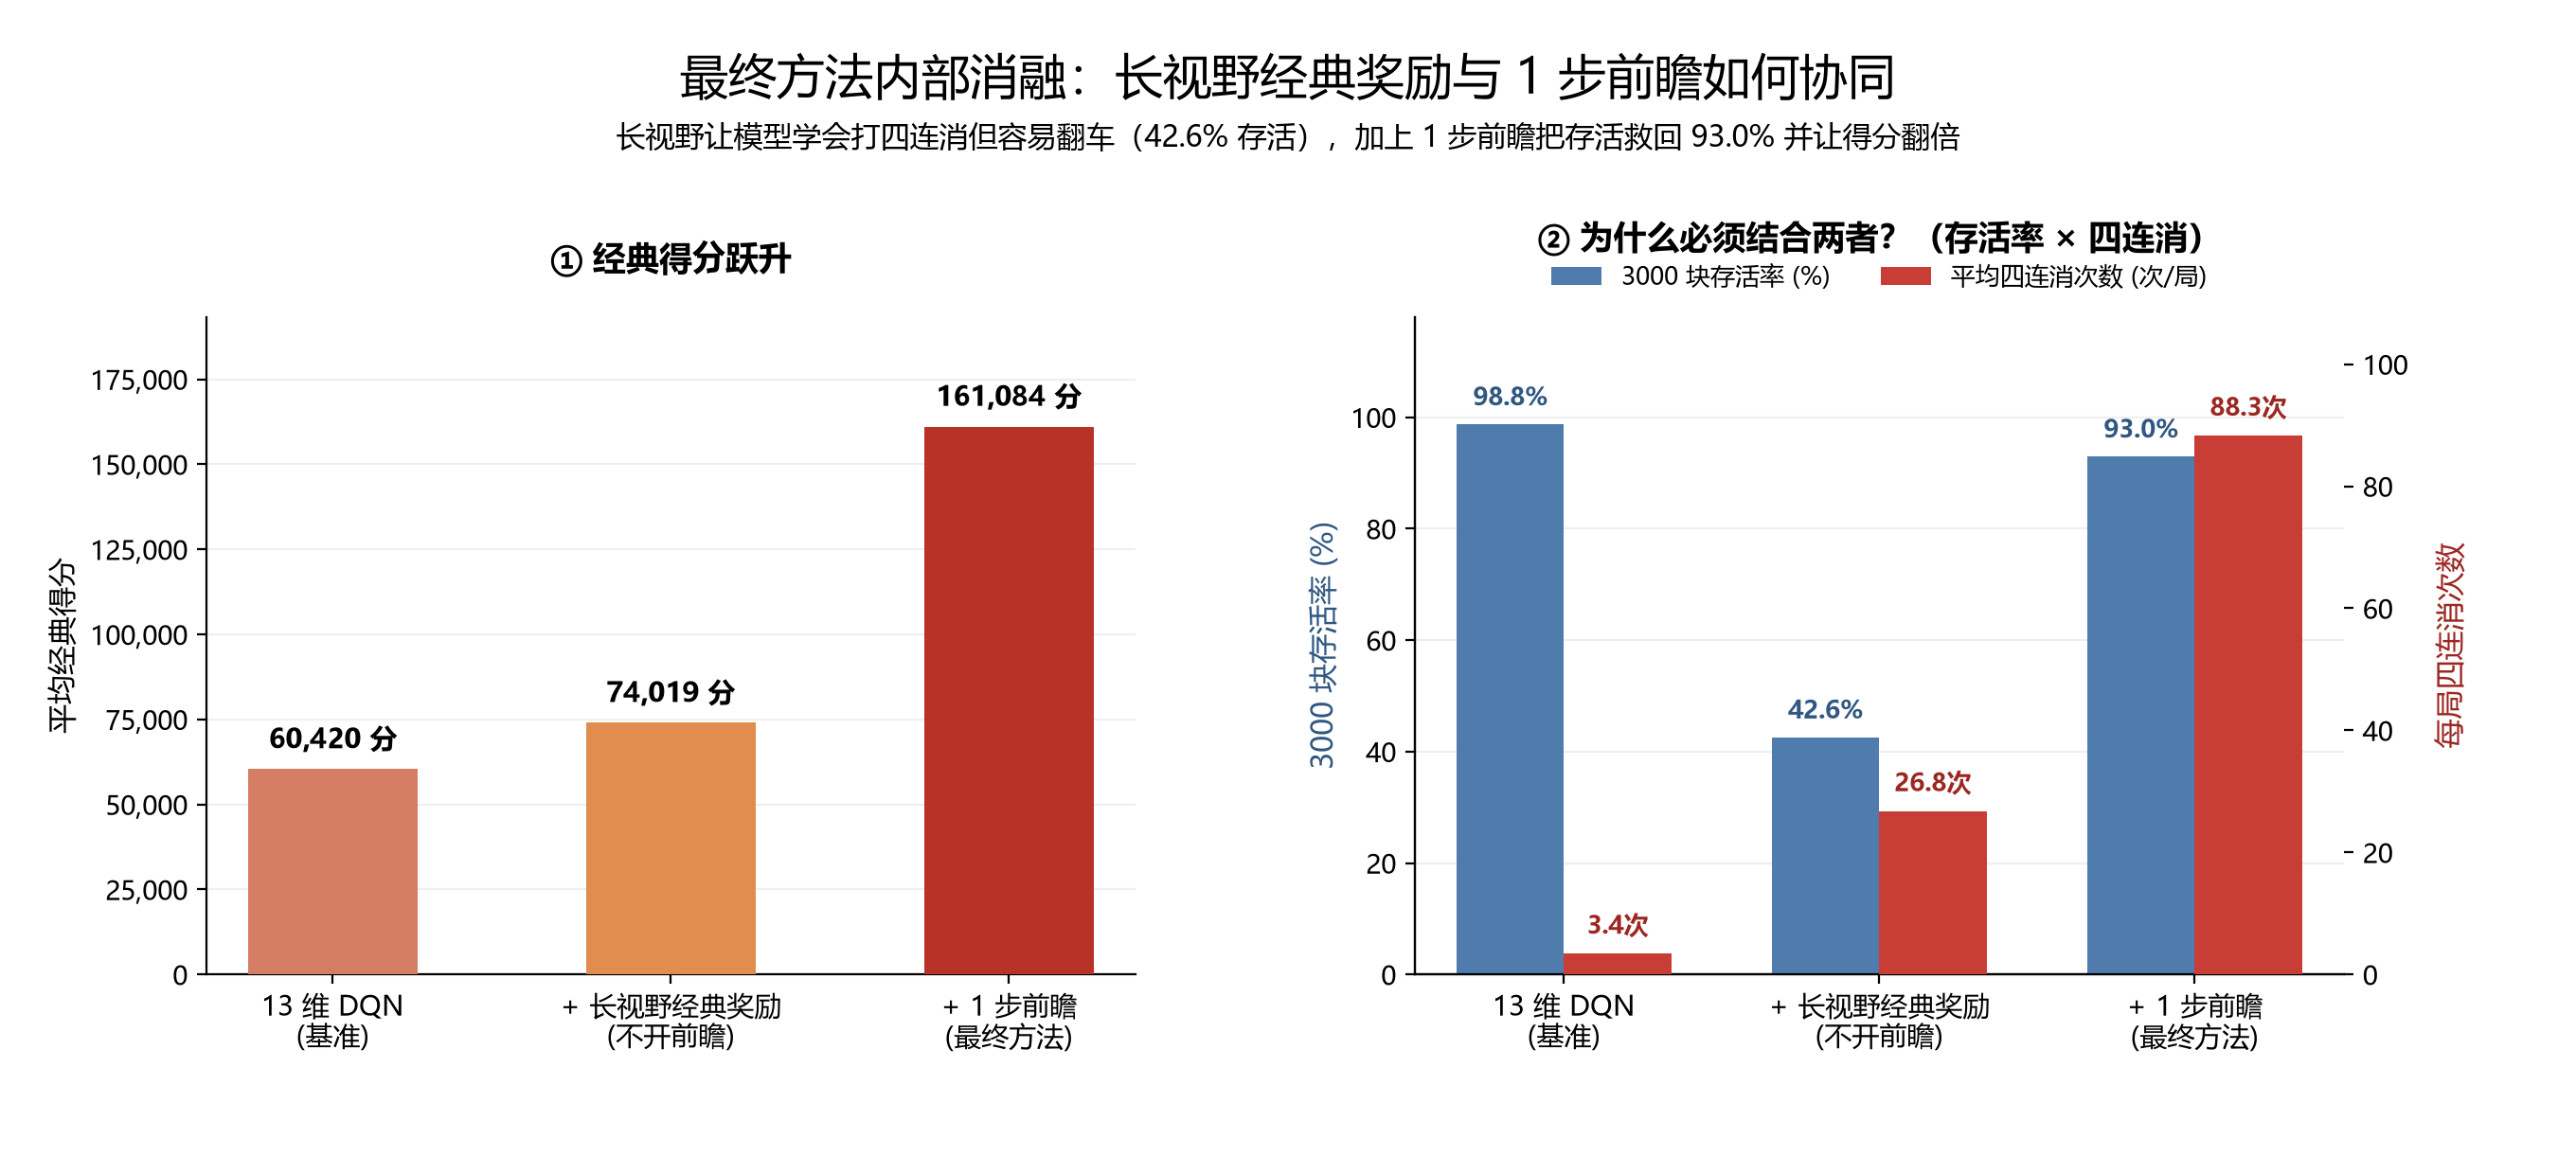 最终方法内部消融：长视野经典奖励与 1 步前瞻如何协同
长视野让模型学会打四连消但容易翻车（42.6% 存活），加上 1 步前瞻把存活救回 93.0% 并让得分翻倍
① 经典得分跃升
平均经典得分
175,000
150,000
125,000
100,000
75,000
50,000
25,000
0
60,420 分
74,019 分
161,084 分
13 维 DQN
(基准)
+ 长视野经典奖励
(不开前瞻)
+ 1 步前瞻
(最终方法)
② 为什么必须结合两者？（存活率 × 四连消）
3000 块存活率 (%)
平均四连消次数 (次/局)
3000 块存活率 (%)
100
80
60
40
20
0
98.8%
3.4次
42.6%
26.8次
93.0%
88.3次
100
80
60
40
20
0
每局四连消次数
13 维 DQN
(基准)
+ 长视野经典奖励
(不开前瞻)
+ 1 步前瞻
(最终方法)